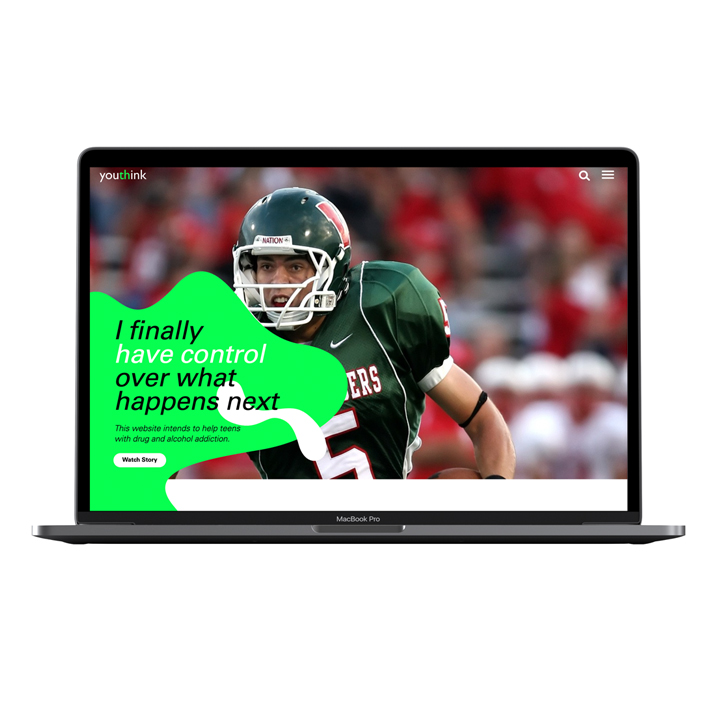 youthink
NATION
I finally
have control
over what
happens next
This website intends to help teens
with drug and alcohol addiction.
Watch Story
5
MacBook Pro